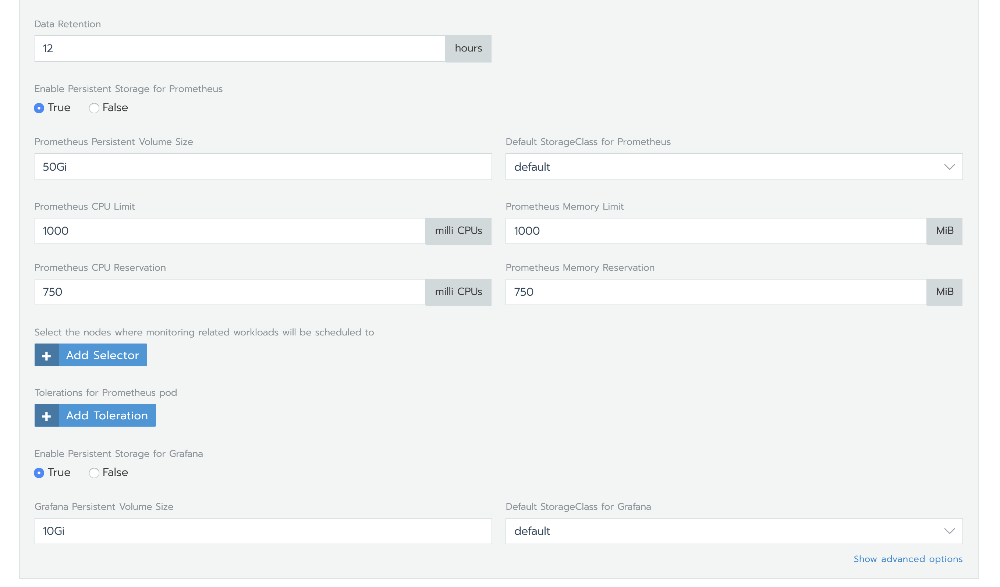 Data Retention
12 hours
Enable Persistent Storage for Prometheus
True False
Prometheus Persistent Volume Size Default StorageClass for Prometheus
50Gi default
Prometheus CPU Limit Prometheus Memory Limit
1000 milli CPUs 1000 MiB
Prometheus CPU Reservation Prometheus Memory Reservation
750 milli CPUs 750 MiB
Select the nodes where monitoring related workloads will be scheduled to
+ Add Selector
Tolerations for Prometheus pod
+ Add Toleration
Enable Persistent Storage for Grafana
True False
Grafana Persistent Volume Size Default StorageClass for Grafana
10Gi default
Show advanced options